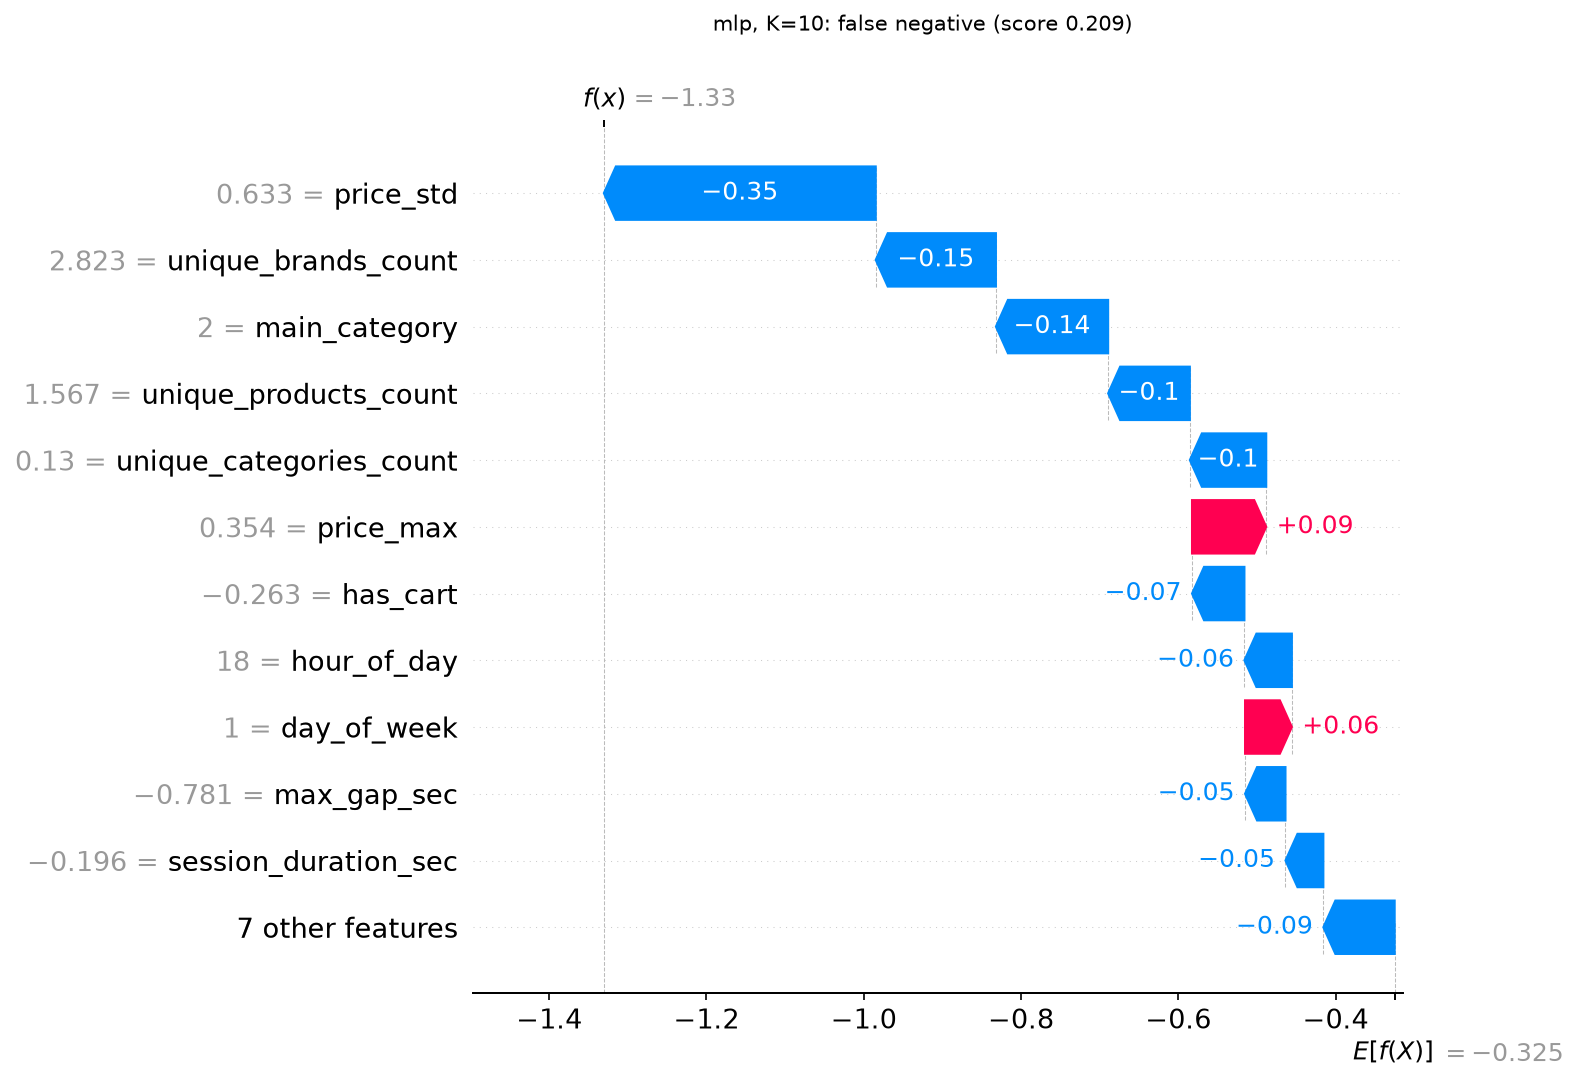 mlp, K=10: false negative (score 0.209)
f(x) = −1.33
0.633 = price_std
−0.35
2.823 = unique_brands_count
−0.15
2 = main_category
−0.14
1.567 = unique_products_count
−0.1
0.13 = unique_categories_count
−0.1
0.354 = price_max
+0.09
−0.263 = has_cart
−0.07
18 = hour_of_day
−0.06
1 = day_of_week
+0.06
−0.781 = max_gap_sec
−0.05
−0.196 = session_duration_sec
−0.05
7 other features
−0.09
−1.4 −1.2 −1.0 −0.8 −0.6 −0.4
E[f(X)] = −0.325